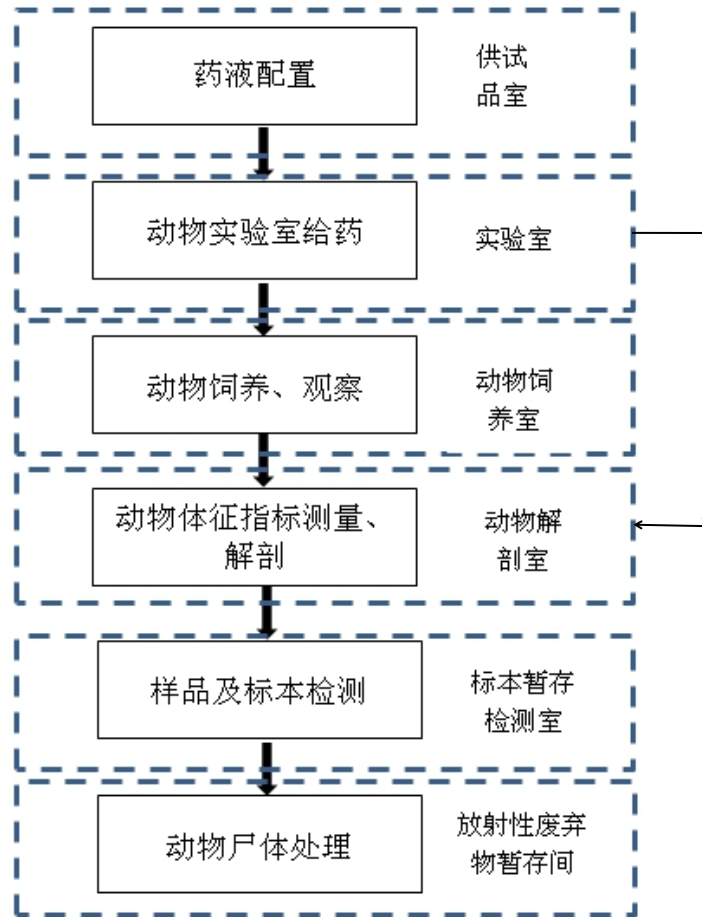 药液配置
供试
品室
动物实验室给药
实验室
动物饲养、观察
动物饲
养室
动物体征指标测量、
解剖
动物解
剖室
样品及标本检测
标本暂存
检测室
动物尸体处理
放射性废弃
物暂存间